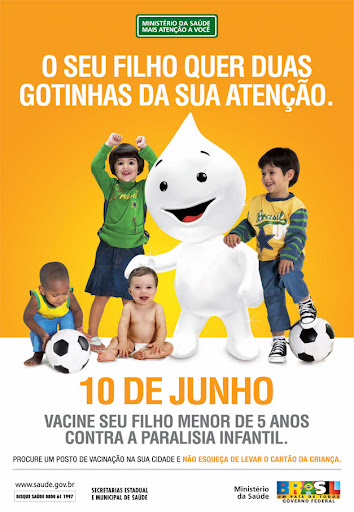 MINISTÉRIO DA SAÚDE
MAIS ATENÇÃO A VOCÊ
O SEU FILHO QUER DUAS
GOTINHAS DA SUA ATENÇÃO.
Brasil
10 DE JUNHO
VACINE SEU FILHO MENOR DE 5 ANOS
CONTRA A PARALISIA INFANTIL.
PROCURE UM POSTO DE VACINAÇÃO NA SUA CIDADE E NÃO ESQUEÇA DE LEVAR O CARTÃO DA CRIANÇA.
www.saude.gov.br
DISQUE SAÚDE 0800 61 1997
SECRETARIAS ESTADUAL
E MUNICIPAL DE SAÚDE
Ministério
da Saúde
BRASIL
UM PAÍS DE TODOS
GOVERNO FEDERAL